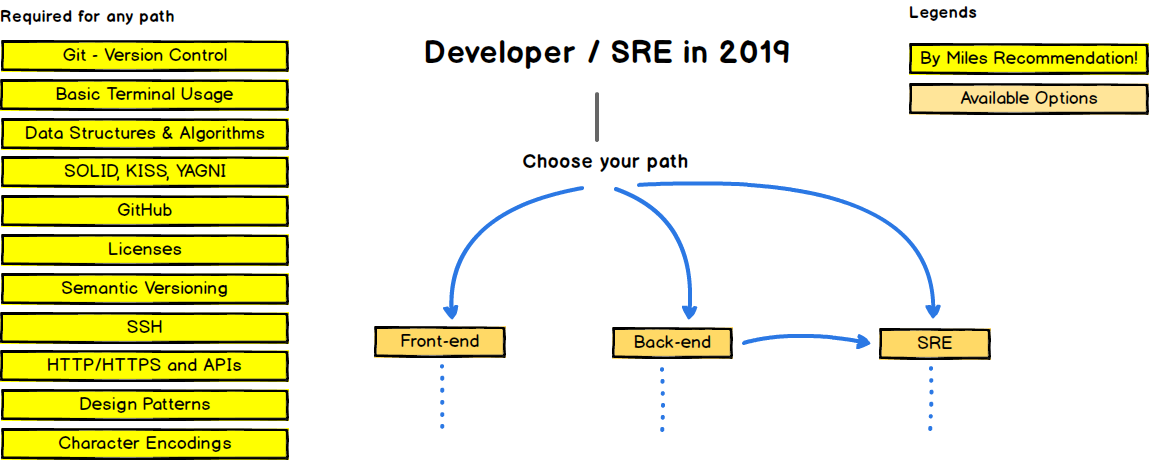 Required for any path
Git - Version Control
Basic Terminal Usage
Data Structures & Algorithms
SOLID, KISS, YAGNI
GitHub
Licenses
Semantic Versioning
SSH
HTTP/HTTPS and APIs
Design Patterns
Character Encodings
Developer / SRE in 2019
Choose your path
Front-end
Back-end
SRE
Legends
By Miles Recommendation!
Available Options